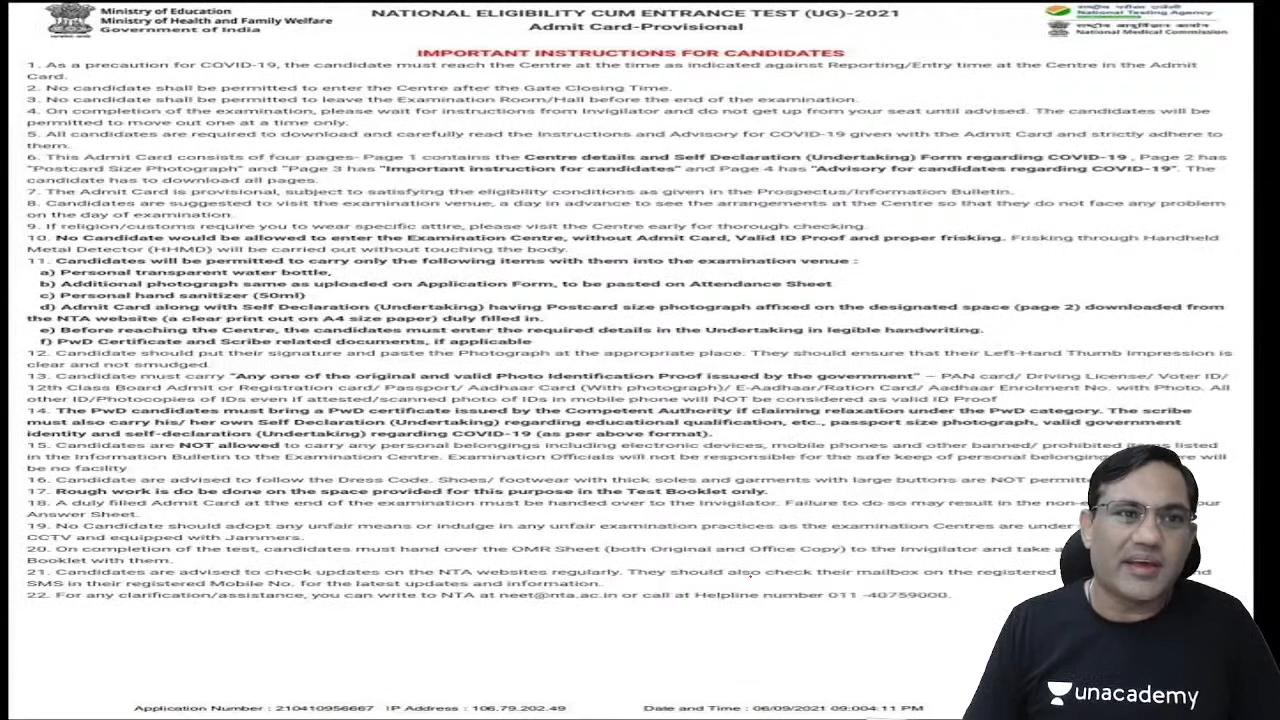 Ministry of Education
Ministry of Health and Family Welfare
Government of India
NATIONAL ELIGIBILITY CUM ENTRANCE TEST (UG)-2021
Admit Card-Provisional
राष्ट्रीय परीक्षा एजेंसी
National Testing Agency
राष्ट्रीय आयुर्विज्ञान आयोग
National Medical Commission
IMPORTANT INSTRUCTIONS FOR CANDIDATES
1. As a precaution for COVID-19, the candidate must reach the Centre at the time as indicated against Reporting/Entry time at the Centre in the Admit
Card.
2. No candidate shall be permitted to enter the Centre after the Gate Closing Time.
3. No candidate shall be permitted to leave the Examination Room/Hall before the end of the examination.
4. On completion of the examination, please wait for instructions from Invigilator and do not get up from your seat until advised. The candidates will be
permitted to move out one at a time only.
5. All candidates are required to download and carefully read the Instructions and Advisory for COVID-19 given with the Admit Card and strictly adhere to
them.
6. This Admit Card consists of four pages- Page 1 contains the Centre details and Self Declaration (Undertaking) Form regarding COVID-19 , Page 2 has
"Postcard Size Photograph" and "Page 3 has "Important instruction for candidates" and Page 4 has "Advisory for candidates regarding COVID-19". The
candidate has to download all pages.
7. The Admit Card is provisional, subject to satisfying the eligibility conditions as given in the Prospectus/Information Bulletin.
8. Candidates are suggested to visit the examination venue, a day in advance to see the arrangements at the Centre so that they do not face any problem
on the day of examination.
9. If religion/customs require you to wear specific attire, please visit the Centre early for thorough checking.
10. No Candidate would be allowed to enter the Examination Centre, without Admit Card, Valid ID Proof and proper frisking. Frisking through Handheld
Metal Detector (HHMD) will be carried out without touching the body.
11. Candidates will be permitted to carry only the following items with them into the examination venue :
a) Personal transparent water bottle,
b) Additional photograph same as uploaded on Application Form, to be pasted on Attendance Sheet
c) Personal hand sanitizer (50ml)
d) Admit Card along with Self Declaration (Undertaking) having Postcard size photograph affixed on the designated space (page 2) downloaded from
the NTA website (a clear print out on A4 size paper) duly filled in.
e) Before reaching the Centre, the candidates must enter the required details in the Undertaking in legible handwriting.
f) PwD Certificate and Scribe related documents, if applicable
12. Candidate should put their signature and paste the Photograph at the appropriate place. They should ensure that their Left-Hand Thumb Impression is
clear and not smudged.
13. Candidate must carry "Any one of the original and valid Photo Identification Proof issued by the government" – PAN card/ Driving License/ Voter ID/
12th Class Board Admit or Registration card/ Passport/ Aadhaar Card (With photograph)/ E-Aadhaar/Ration Card/ Aadhaar Enrolment No. with Photo. All
other ID/Photocopies of IDs even if attested/scanned photo of IDs in mobile phone will NOT be considered as valid ID Proof
14. The PwD candidates must bring a PwD certificate issued by the Competent Authority if claiming relaxation under the PwD category. The scribe
must also carry his/ her own Self Declaration (Undertaking) regarding educational qualification, etc., passport size photograph, valid government
identity and self-declaration (Undertaking) regarding COVID-19 (as per above format).
15. Candidates are NOT allowed to carry any personal belongings including electronic devices, mobile phones and other banned/ prohibited items listed
in the Information Bulletin to the Examination Centre. Examination Officials will not be responsible for the safe keep of personal belongings will
be no facility
16. Candidate are advised to follow the Dress Code. Shoes/ footwear with thick soles and garments with large buttons are NOT
17. Rough work is do be done on the space provided for this purpose in the Test Booklet only.
18. A duly filled Admit Card at the end of the examination must be handed over to the Invigilator. Failure to do so may result in the
Answer Sheet.
19. No Candidate should adopt any unfair means or indulge in any unfair examination practices as the examination Centres are under
CCTV and equipped with Jammers.
20. On completion of the test, candidates must hand over the OMR Sheet (both Original and Office Copy) to the Invigilator and take
Booklet with them.
21. Candidates are advised to check updates on the NTA websites regularly. They should also check their mailbox on the registered
SMS in their registered Mobile No. for the latest updates and information.
22. For any clarification/assistance, you can write to NTA at neet@nta.ac.in or call at Helpline number 011 -40759000.
Application Number : 210410956667 IP Address : 106.79.202.49 Date and Time : 06/09/2021 09:004:11 PM
unacademy